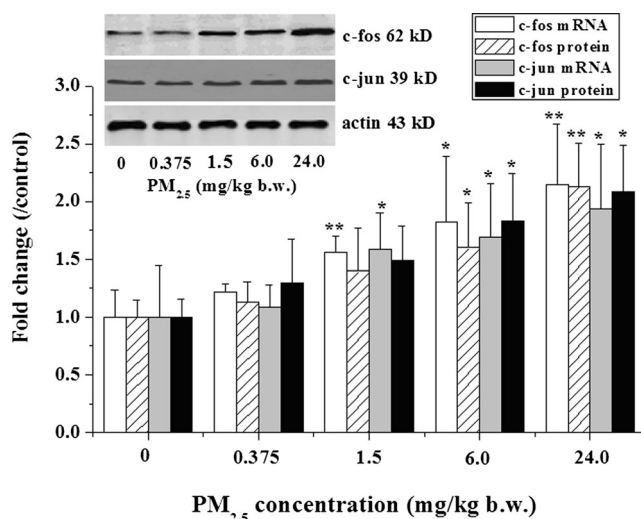 c-fos 62 kD
c-jun 39 kD
actin 43 kD
0 0.375 1.5 6.0 24.0
PM2.5 (mg/kg b.w.)
c-fos mRNA
c-fos protein
c-jun mRNA
c-jun protein
Fold change (/control)
3.0
2.5
2.0
1.5
1.0
0.5
0.0
** *
* * * *
** ** * *
0 0.375 1.5 6.0 24.0
PM2.5 concentration (mg/kg b.w.)